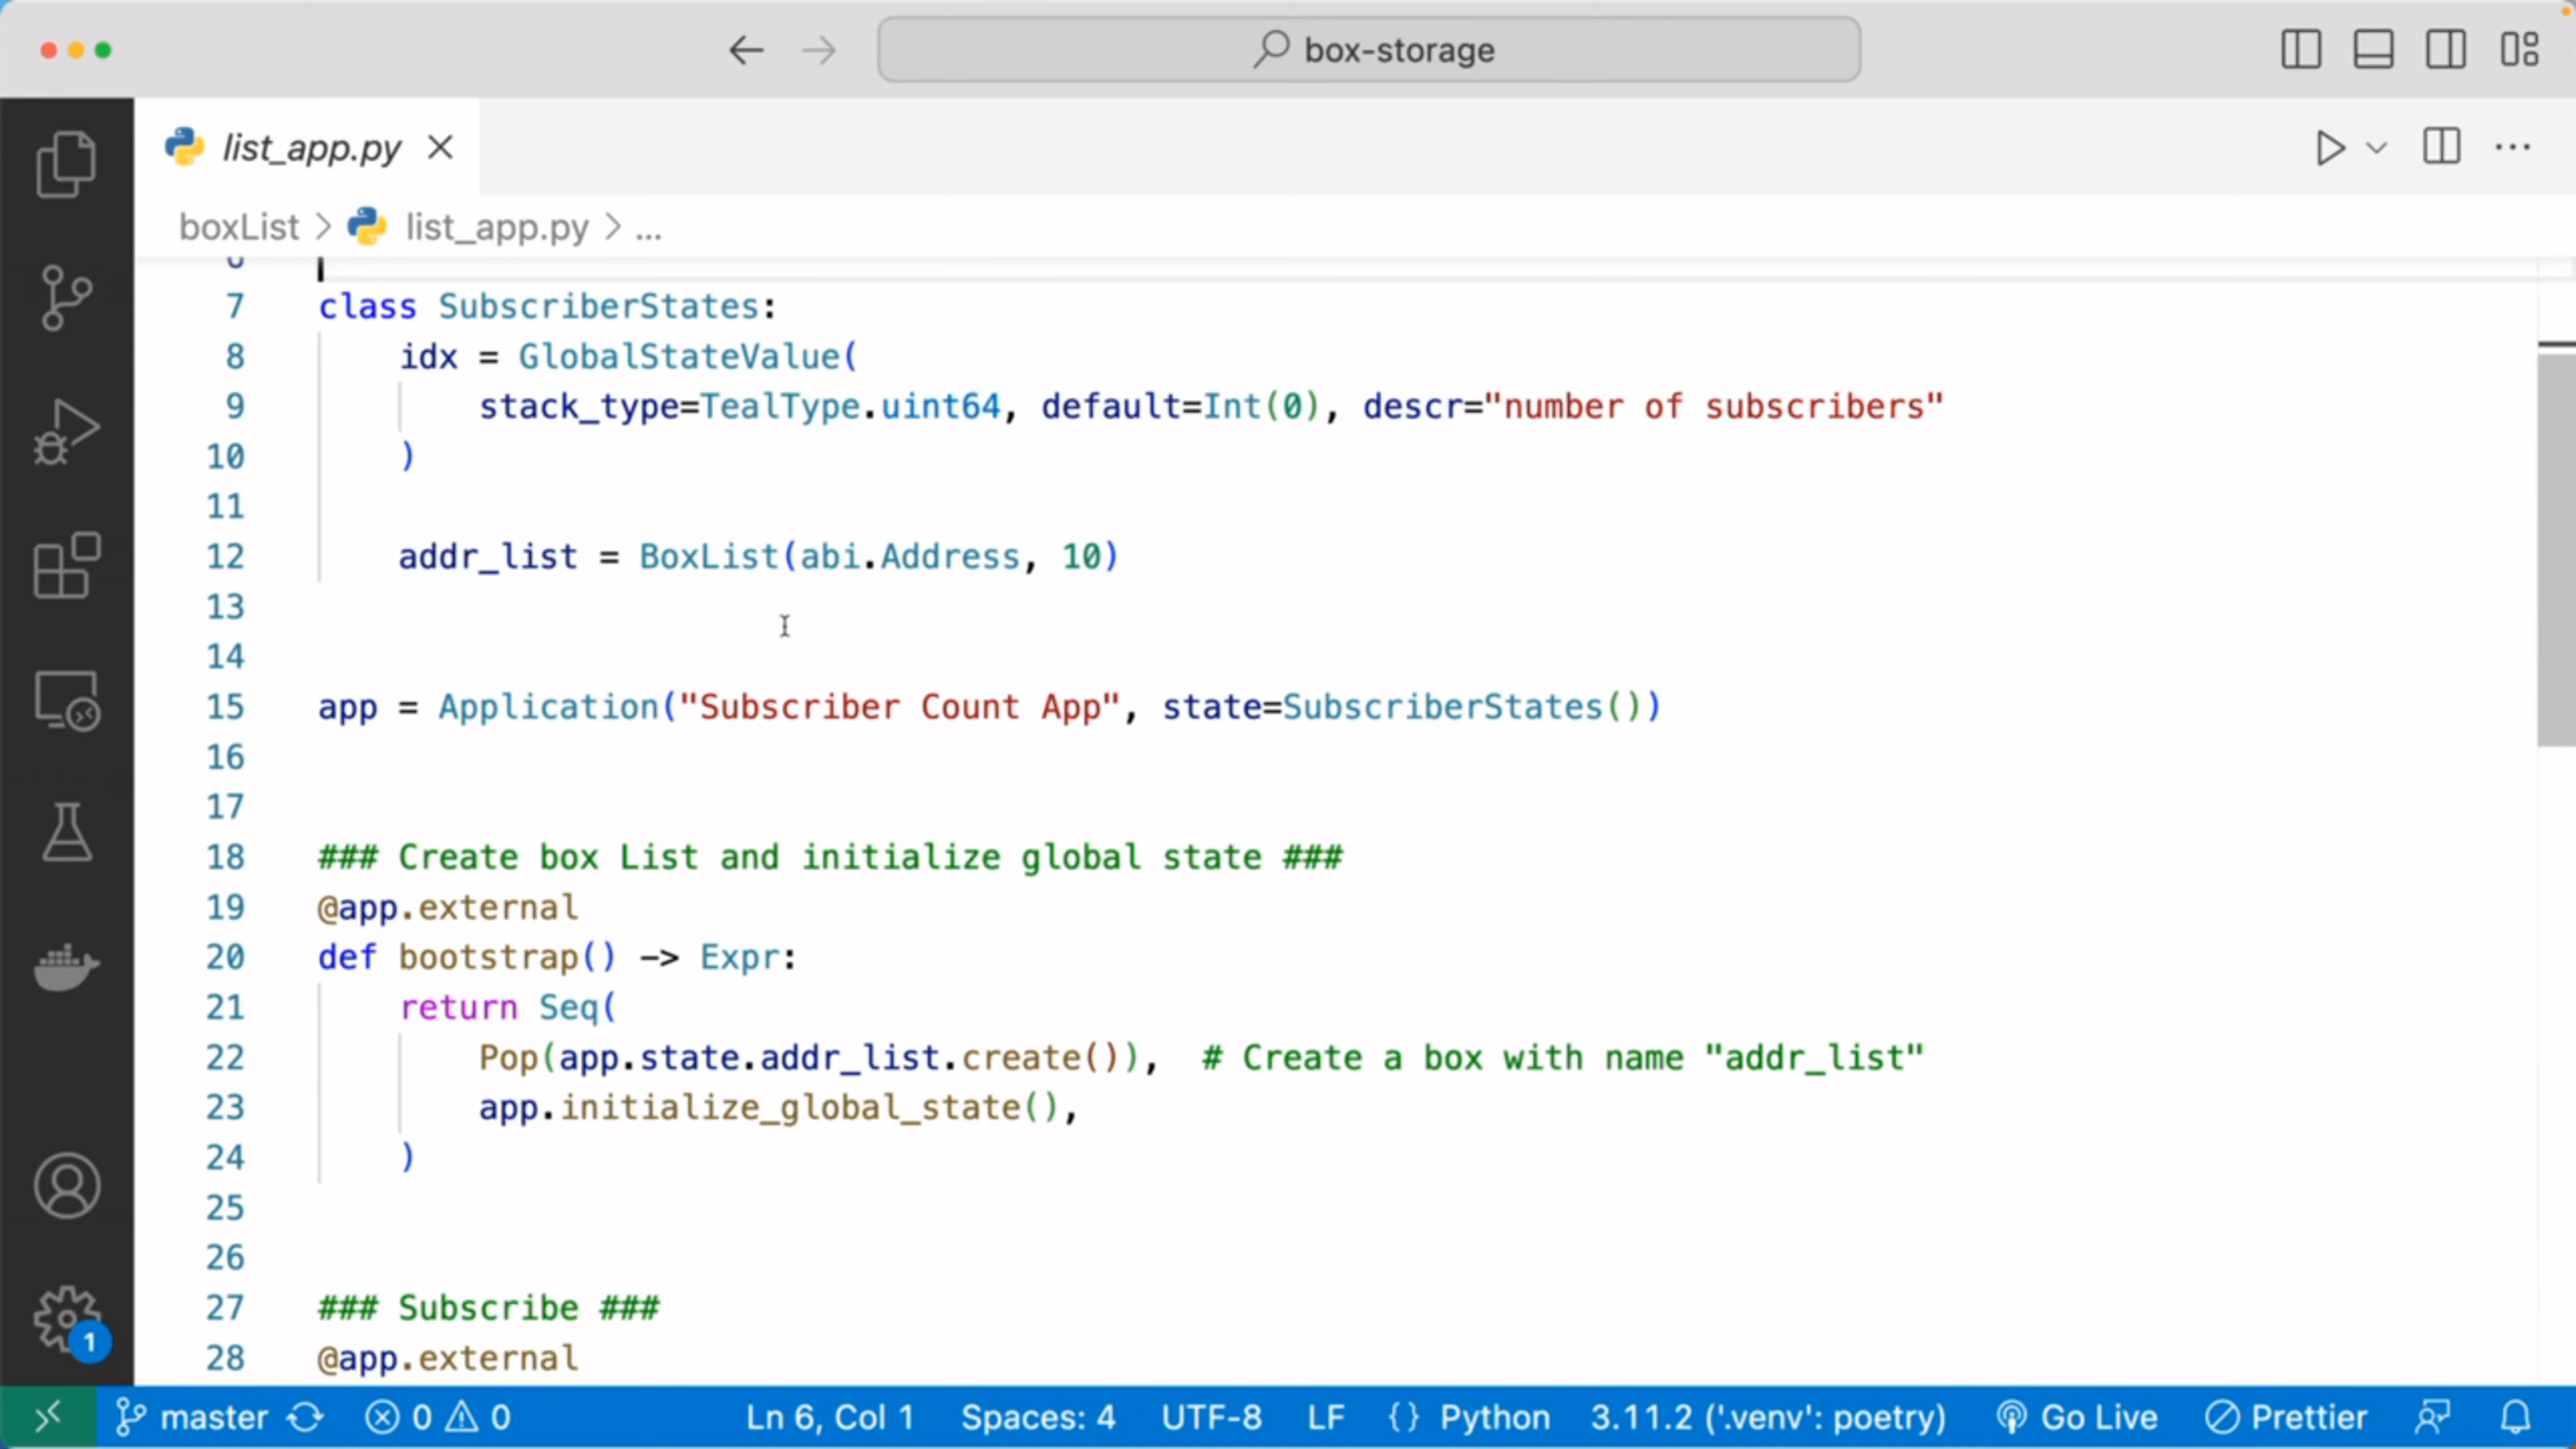 box-storage
list_app.py
boxList > list_app.py > ...
7 class SubscriberStates:
8 idx = GlobalStateValue(
9 stack_type=TealType.uint64, default=Int(0), descr="number of subscribers"
10 )
11
12 addr_list = BoxList(abi.Address, 10)
13
14
15 app = Application("Subscriber Count App", state=SubscriberStates())
16
17
18 ### Create box List and initialize global state ###
19 @app.external
20 def bootstrap() -> Expr:
21 return Seq(
22 Pop(app.state.addr_list.create()), # Create a box with name "addr_list"
23 app.initialize_global_state(),
24 )
25
26
27 ### Subscribe ###
28 @app.external
1
master 0 0 Ln 6, Col 1 Spaces: 4 UTF-8 LF {} Python 3.11.2 ('.venv': poetry) Go Live Prettier